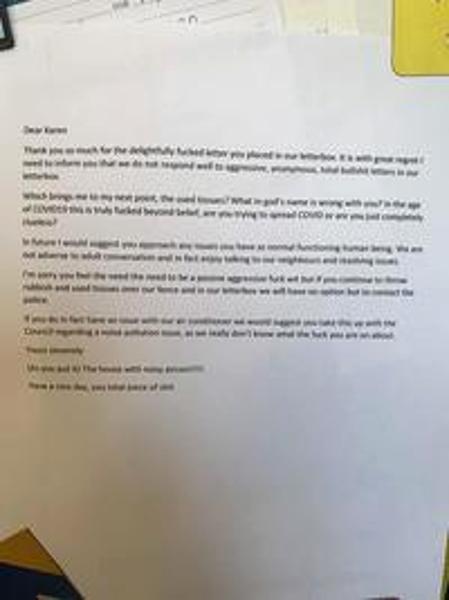 Dear Karen
Thank you so much for the delightfully fucked letter you placed in our letterbox. It is with great regret I
need to inform you that we do not respond well to aggressive, anonymous, total bullshit letters in our
letterbox.
Which brings me to my next point, the used tissues? What in god's name is wrong with you? In the age
of COVID19 this is truly fucked beyond belief, are you trying to spread COVID or are you just completely
clueless?
In future I would suggest you approach any issues you have as normal functioning human being. We are
not adverse to adult conversation and in fact enjoy talking to our neighbours and resolving issues.
I'm sorry you feel the need the need to be a passive aggressive fuck wit but if you continue to throw
rubbish and used tissues over our fence and in our letterbox we will have no option but to contact the
police.
If you do in fact have an issue with our air conditioner we would suggest you take this up with the
Council regarding a noise pollution issue, as we really don't know what the fuck you are on about.
Yours sincerely
you put it) The house with noisy
Have a nice day, you total piece of shit